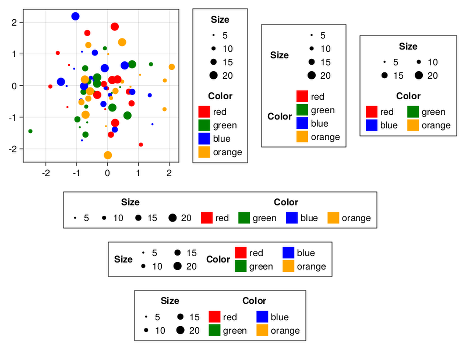 2
1
0
-1
-2
-2 -1 0 1 2
Size
5
10
15
20
Color
red
green
blue
orange
Size
5
10
15
20
Color
red
green
blue
orange
5 10
15 20
red green
blue orange
Size Color
5 10 15 20 red green blue orange
Size 5 15 Color red blue
10 20 green orange
Size Color
5 15 red blue
10 20 green orange